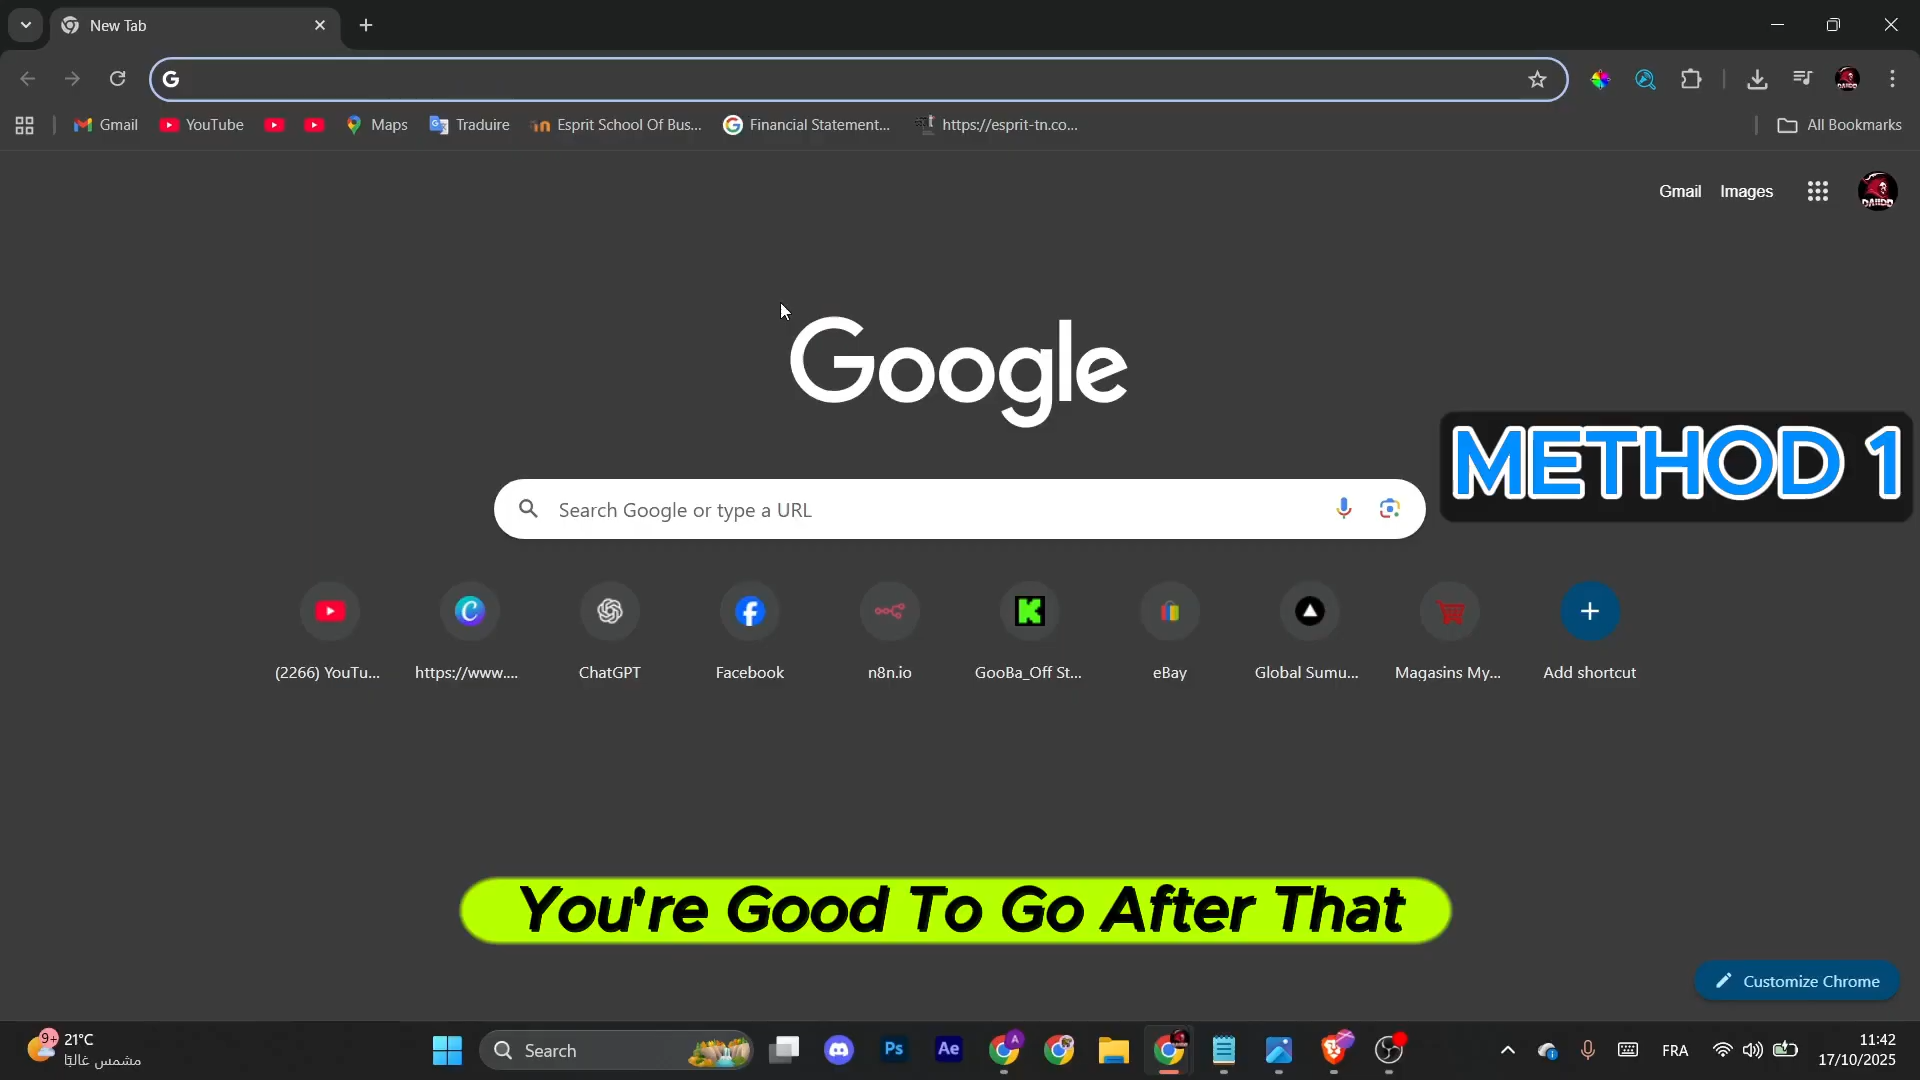 New Tab
Gmail
YouTube
Maps
Traduire
Esprit School Of Bus...
Financial Statement...
https://esprit-tn.co...
All Bookmarks
Gmail
Images
Google
METHOD 1
Search Google or type a URL
(2266) YouTu...
https://www....
ChatGPT
Facebook
n8n.io
GooBa_Off St...
eBay
Global Sumu...
Magasins My...
Add shortcut
You're Good To Go After That
Customize Chrome
9+
21°C
مشمس غالبًا
Search
Ps
Ae
FRA
11:42
17/10/2025